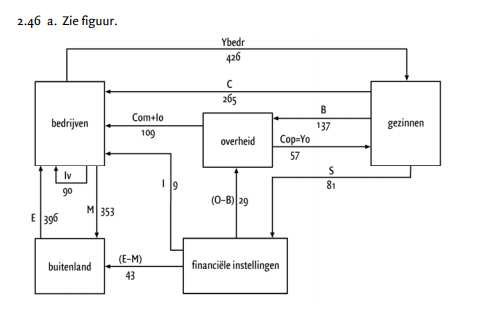 2.46 a. Zie figuur.
Ybedr
426
C
265
bedrijven
Com+Io
109
overheid
B
137
gezinnen
Cop=Yo
57
S
81
Iv
90
I 9
(O-B) 29
E 396
M 353
buitenland
(E-M)
43
financiële instellingen